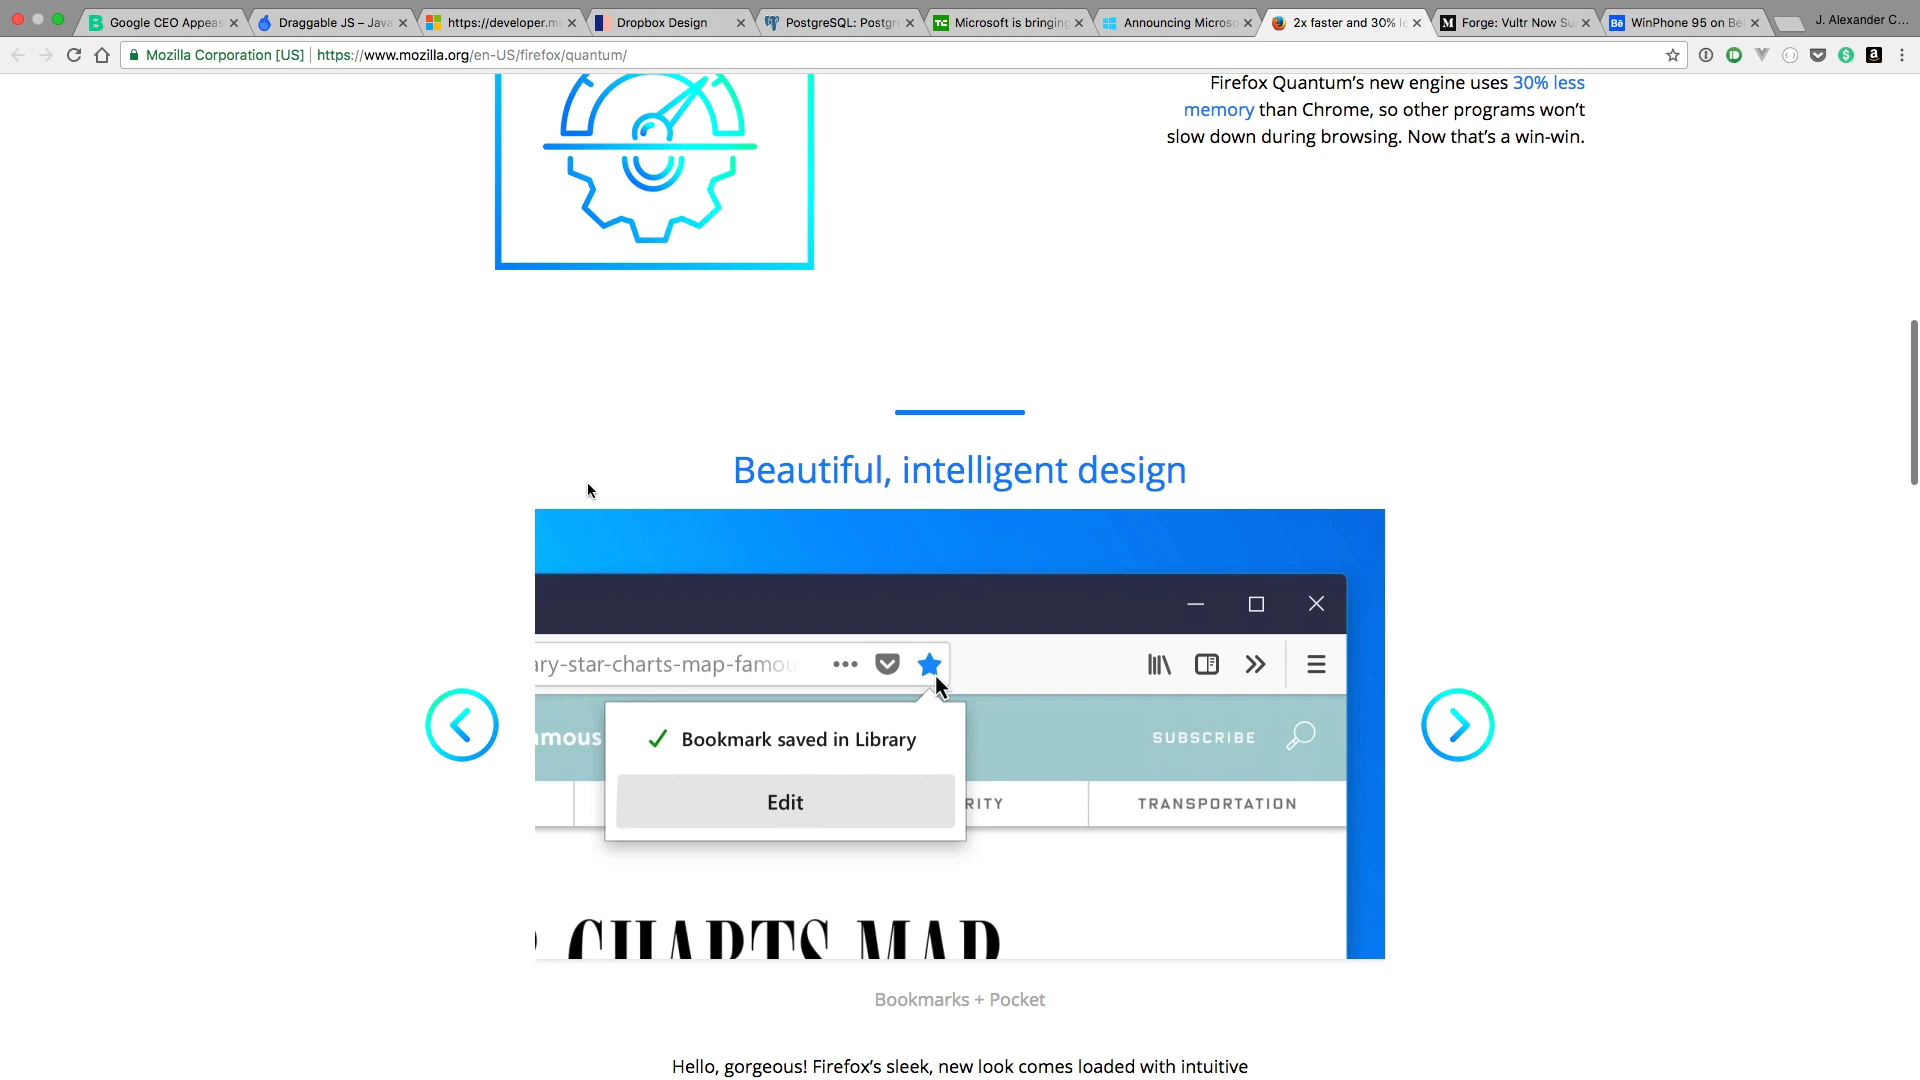 Google CEO Appeas
Draggable JS – Java
https://developer.m
Dropbox Design
PostgreSQL: Postgr
Microsoft is bringing
Announcing Microso
2x faster and 30% le
Forge: Vultr Now Su
WinPhone 95 on Be
J. Alexander C...
Mozilla Corporation [US] | https://www.mozilla.org/en-US/firefox/quantum/
Firefox Quantum’s new engine uses 30% less
memory than Chrome, so other programs won’t
slow down during browsing. Now that’s a win-win.
Beautiful, intelligent design
ary-star-charts-map-famou
amous
SUBSCRIBE
Bookmark saved in Library
Edit
RITY
TRANSPORTATION
CHARTS MAP
Bookmarks + Pocket
Hello, gorgeous! Firefox’s sleek, new look comes loaded with intuitive